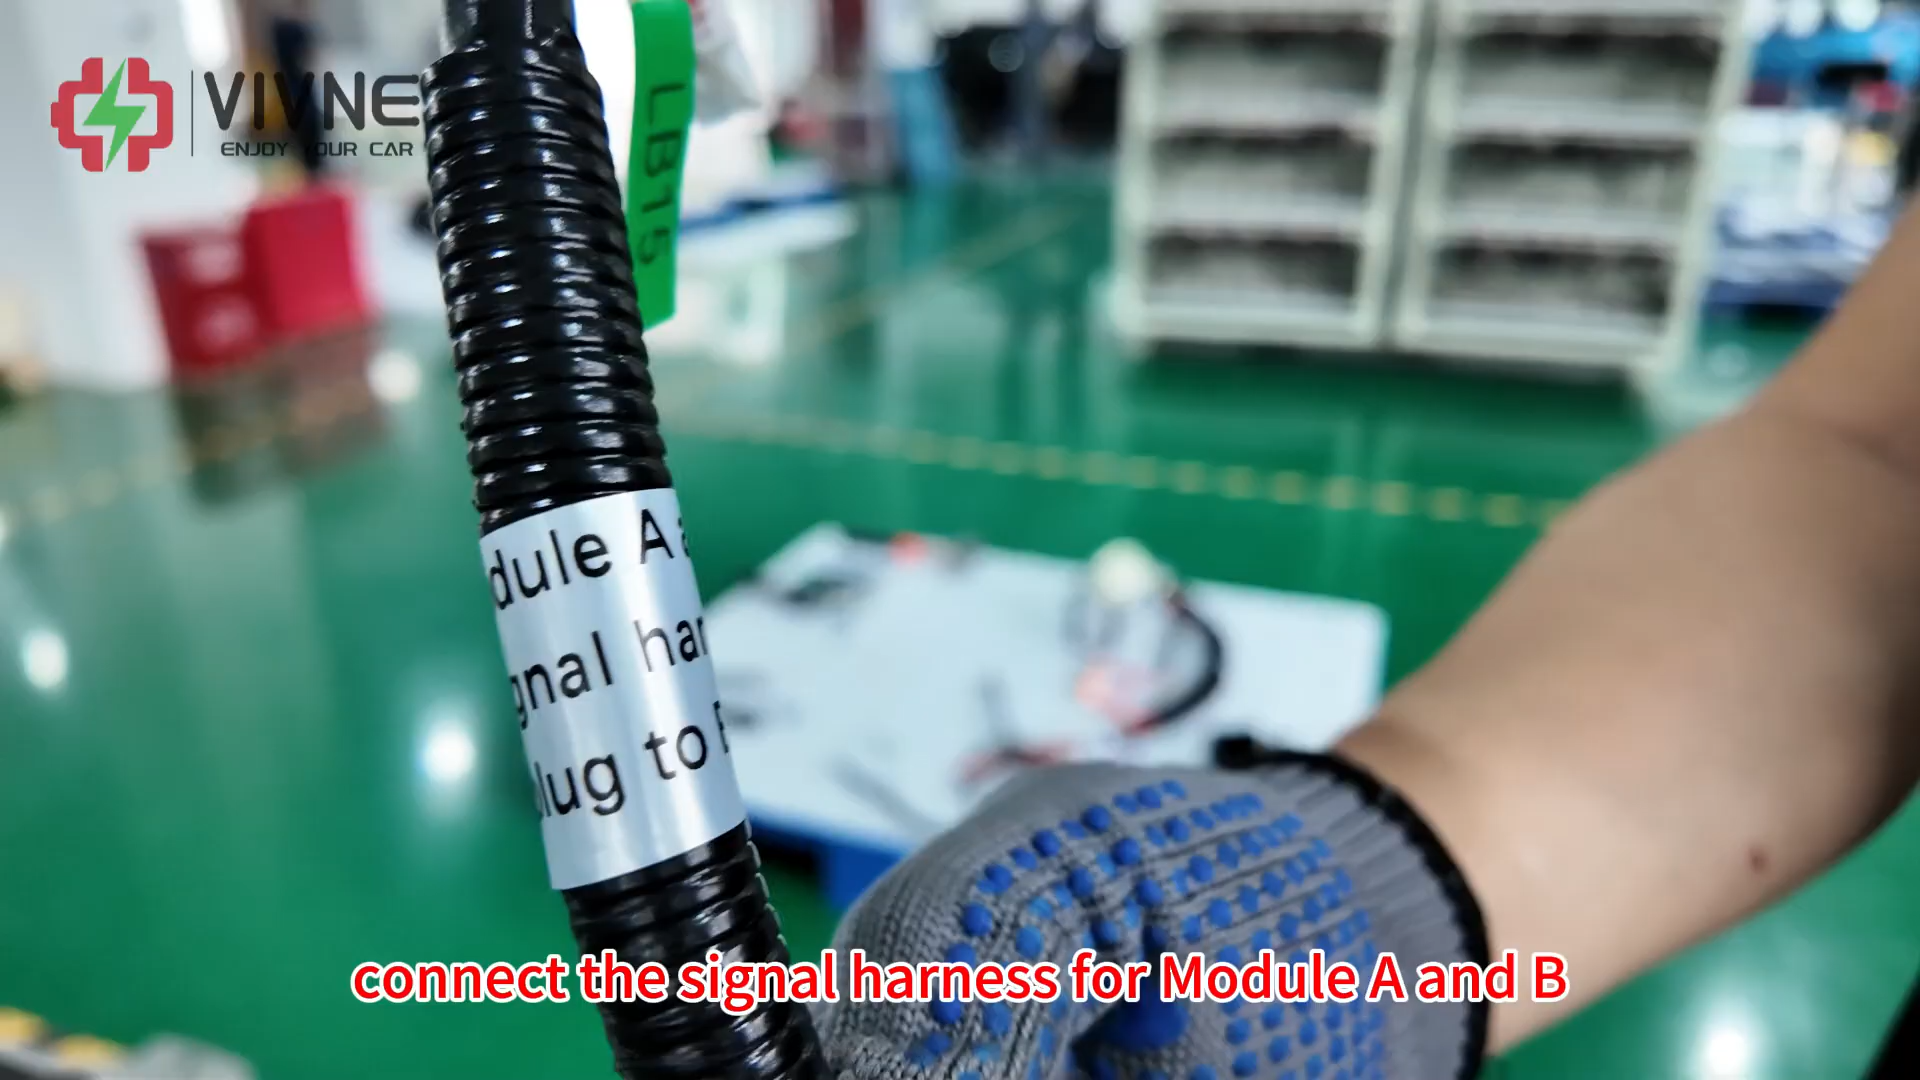 VIVNE
ENJOY YOUR CAR
LB15
dule A
gnal har
lug to
connect the signal harness for Module A and B